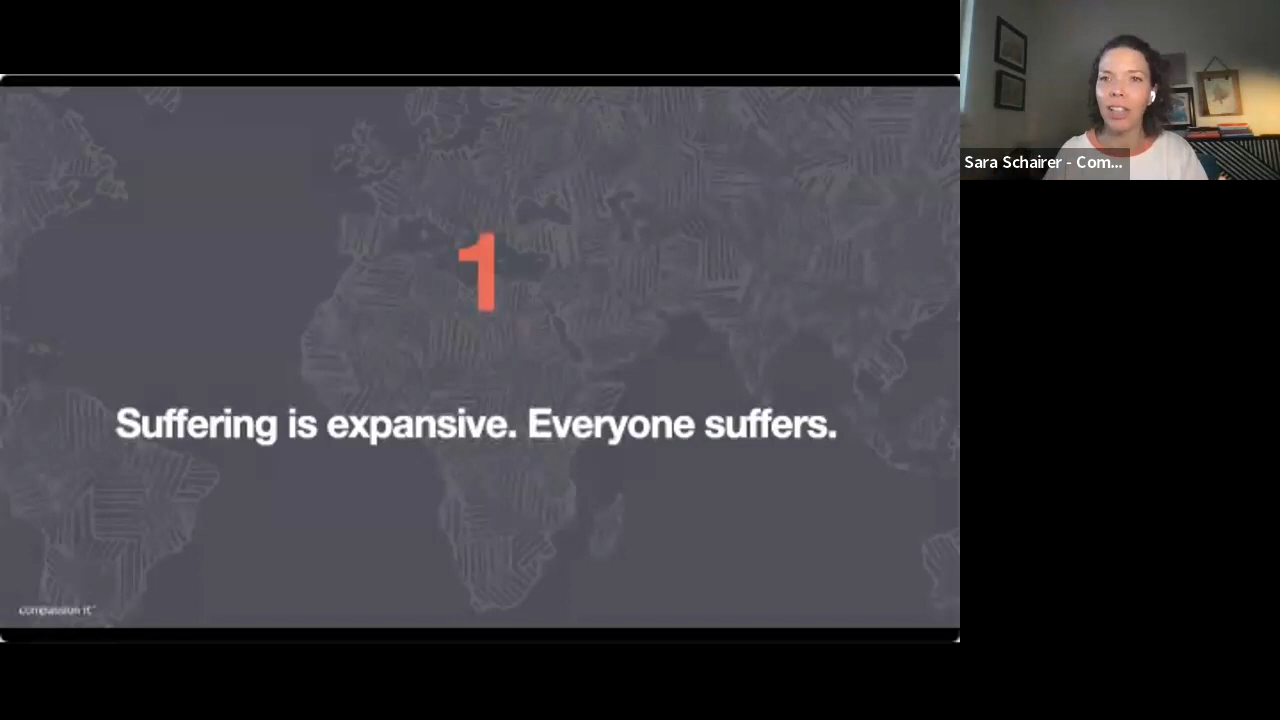 1
Suffering is expansive. Everyone suffers.
compassion it
Sara Schairer - Com...